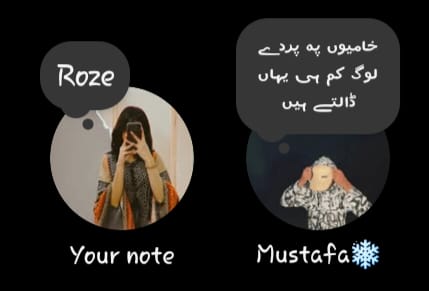 Roze
خامیوں پہ پردے
لوگ کم ہی یہاں
ڈالتے ہیں
Your note
Mustafa❄️